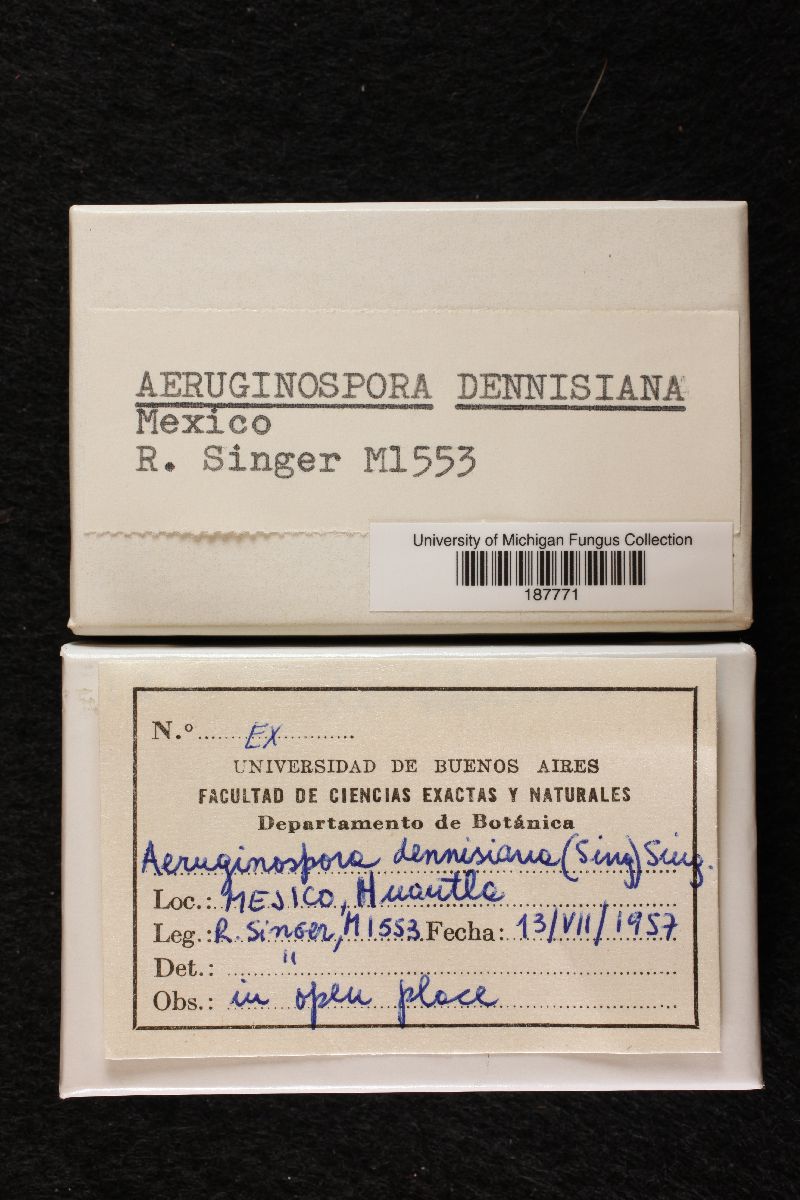 AERUGINOSPORA DENNISIANA
Mexico
R. Singer M1553
University of Michigan Fungus Collection
187771
N.º Ex
UNIVERSIDAD DE BUENOS AIRES
FACULTAD DE CIENCIAS EXACTAS Y NATURALES
Departamento de Botánica
Aeruginospora dennisiana (Sing) Sing.
Loc.: MEJICO, Huautla
Leg.: R. Singer, M1553 Fecha: 13/VII/1957
Det.: "
Obs.: in open place